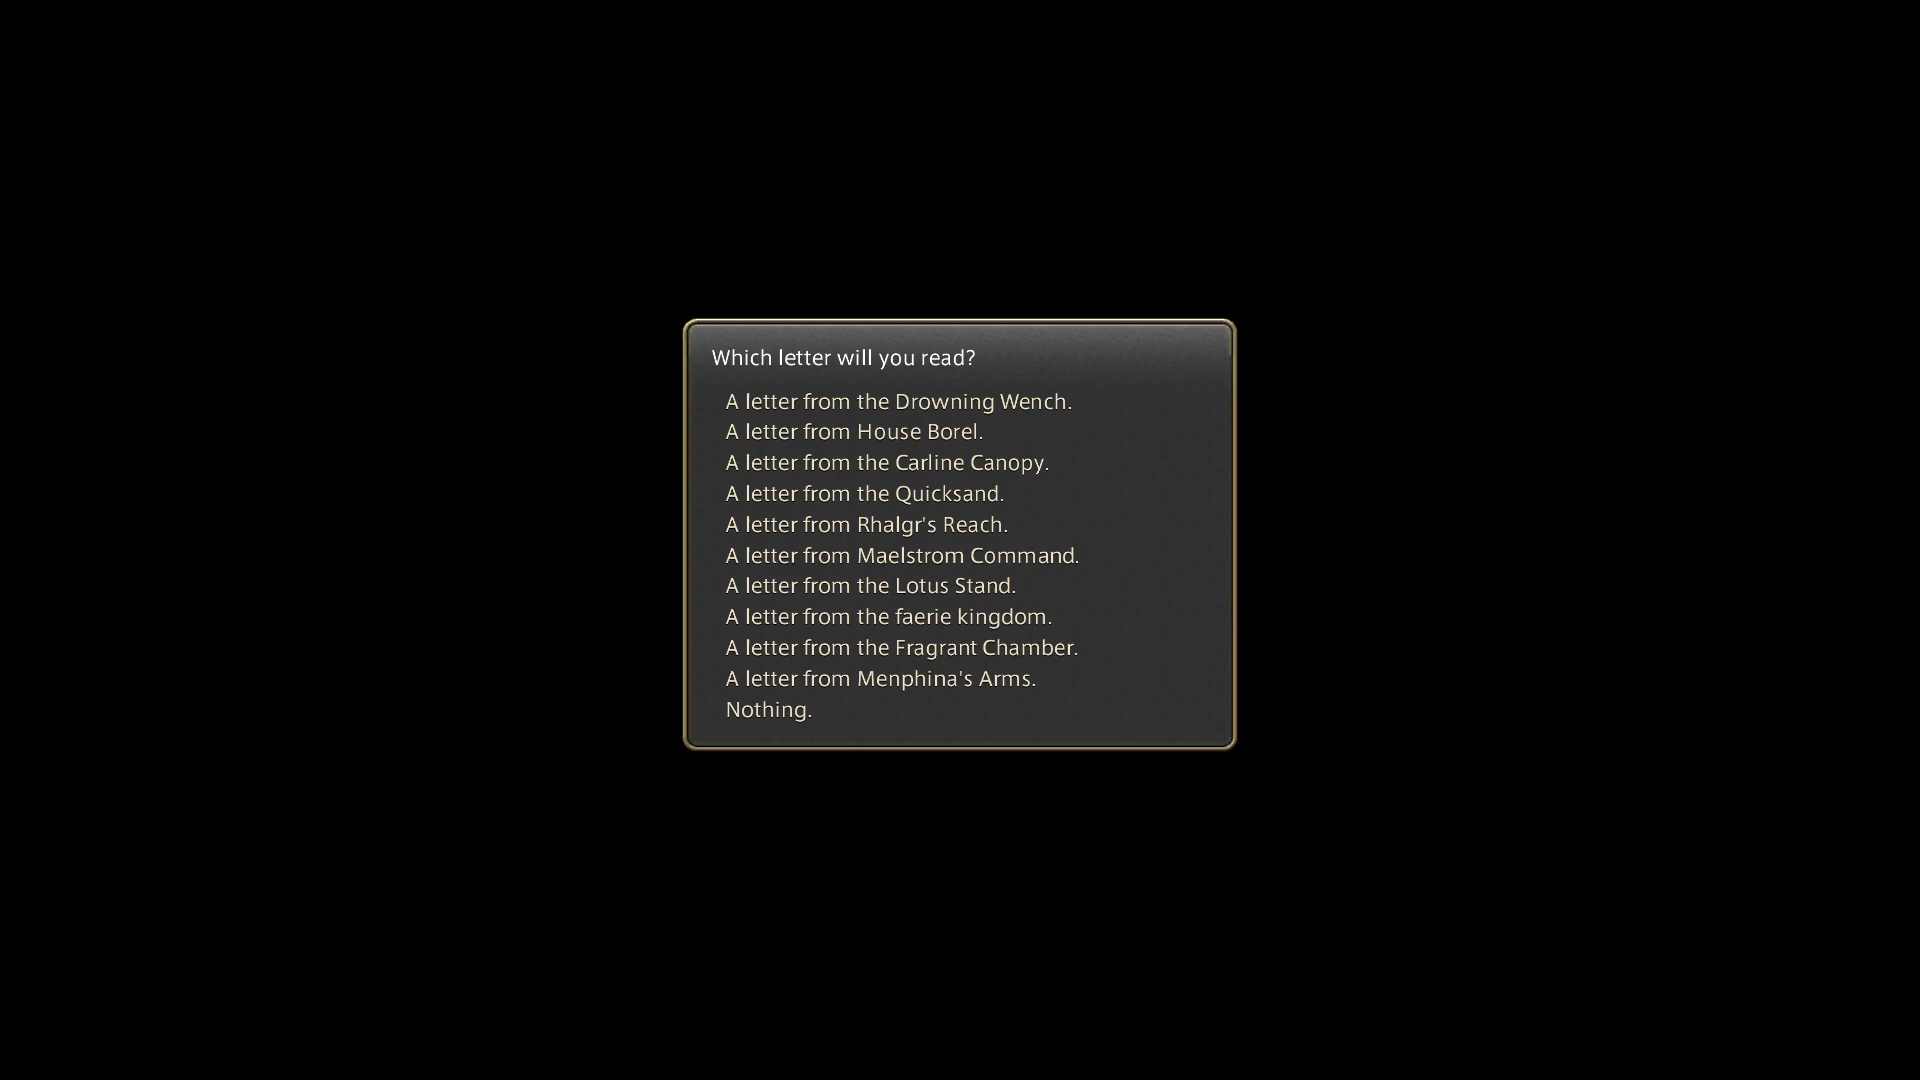 Which letter will you read?
A letter from the Drowning Wench.
A letter from House Borel.
A letter from the Carline Canopy.
A letter from the Quicksand.
A letter from Rhalgr's Reach.
A letter from Maelstrom Command.
A letter from the Lotus Stand.
A letter from the faerie kingdom.
A letter from the Fragrant Chamber.
A letter from Menphina's Arms.
Nothing.